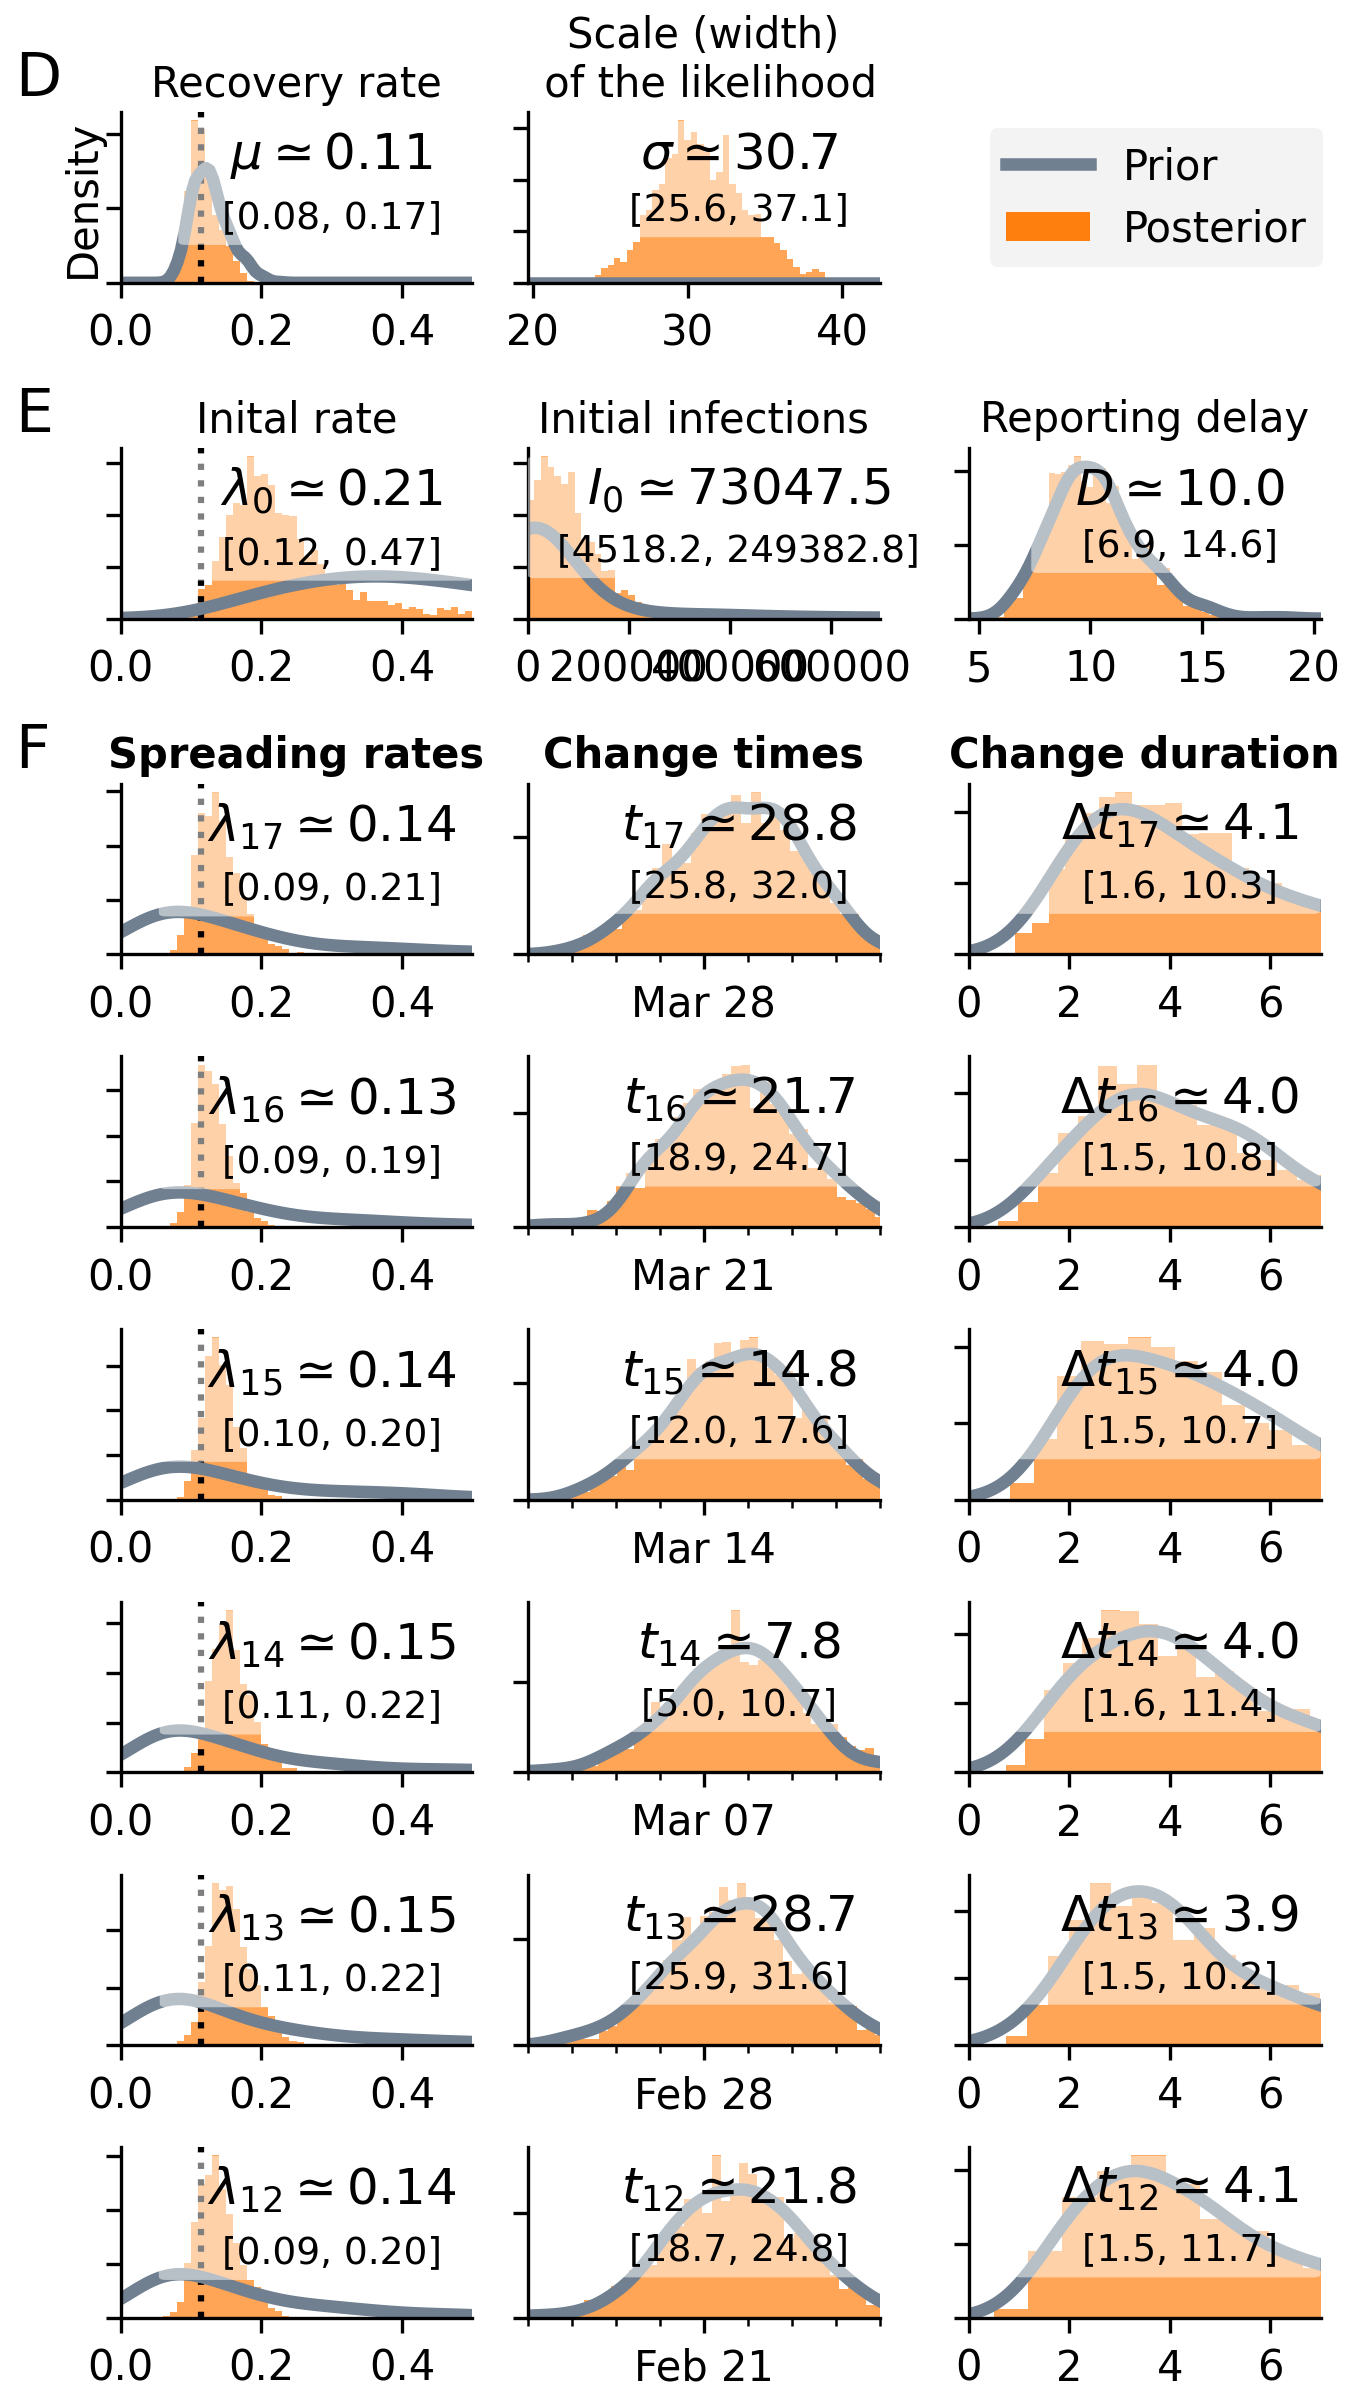 D
Recovery rate
Scale (width)
of the likelihood
Density
μ ≃ 0.11
[0.08, 0.17]
0.0 0.2 0.4
σ ≃ 30.7
[25.6, 37.1]
20 30 40
Prior
Posterior
E
Inital rate
λ0 ≃ 0.21
[0.12, 0.47]
0.0 0.2 0.4
Initial infections
I0 ≃ 73047.5
[4518.2, 249382.8]
0 200000 400000 600000
Reporting delay
D ≃ 10.0
[6.9, 14.6]
5 10 15 20
F
Spreading rates
Change times
Change duration
λ17 ≃ 0.14
[0.09, 0.21]
0.0 0.2 0.4
t17 ≃ 28.8
[25.8, 32.0]
Mar 28
Δt17 ≃ 4.1
[1.6, 10.3]
0 2 4 6
λ16 ≃ 0.13
[0.09, 0.19]
0.0 0.2 0.4
t16 ≃ 21.7
[18.9, 24.7]
Mar 21
Δt16 ≃ 4.0
[1.5, 10.8]
0 2 4 6
λ15 ≃ 0.14
[0.10, 0.20]
0.0 0.2 0.4
t15 ≃ 14.8
[12.0, 17.6]
Mar 14
Δt15 ≃ 4.0
[1.5, 10.7]
0 2 4 6
λ14 ≃ 0.15
[0.11, 0.22]
0.0 0.2 0.4
t14 ≃ 7.8
[5.0, 10.7]
Mar 07
Δt14 ≃ 4.0
[1.6, 11.4]
0 2 4 6
λ13 ≃ 0.15
[0.11, 0.22]
0.0 0.2 0.4
t13 ≃ 28.7
[25.9, 31.6]
Feb 28
Δt13 ≃ 3.9
[1.5, 10.2]
0 2 4 6
λ12 ≃ 0.14
[0.09, 0.20]
0.0 0.2 0.4
t12 ≃ 21.8
[18.7, 24.8]
Feb 21
Δt12 ≃ 4.1
[1.5, 11.7]
0 2 4 6